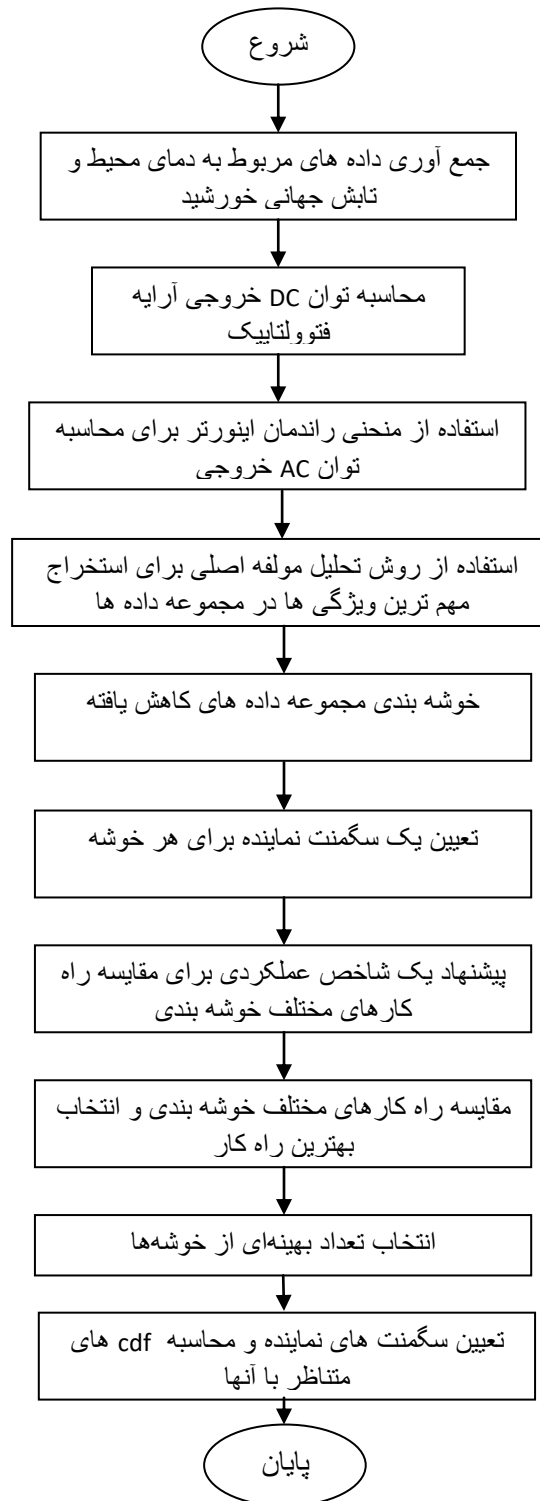 شروع
جمع آوری داده های مربوط به دمای محیط و
تابش جهانی خورشید
محاسبه توان DC خروجی آرایه
فتوولتاییک
استفاده از منحنی راندمان اینورتر برای محاسبه
توان AC خروجی
استفاده از روش تحلیل مولفه اصلی برای استخراج
مهم ترین ویژگی ها در مجموعه داده ها
خوشه بندی مجموعه داده های کاهش یافته
تعیین یک سگمنت نماینده برای هر خوشه
پیشنهاد یک شاخص عملکردی برای مقایسه راه
کارهای مختلف خوشه بندی
مقایسه راه کارهای مختلف خوشه بندی و انتخاب
بهترین راه کار
انتخاب تعداد بهینه‌ای از خوشه‌ها
تعیین سگمنت های نماینده و محاسبه cdf های
متناظر با آنها
پایان